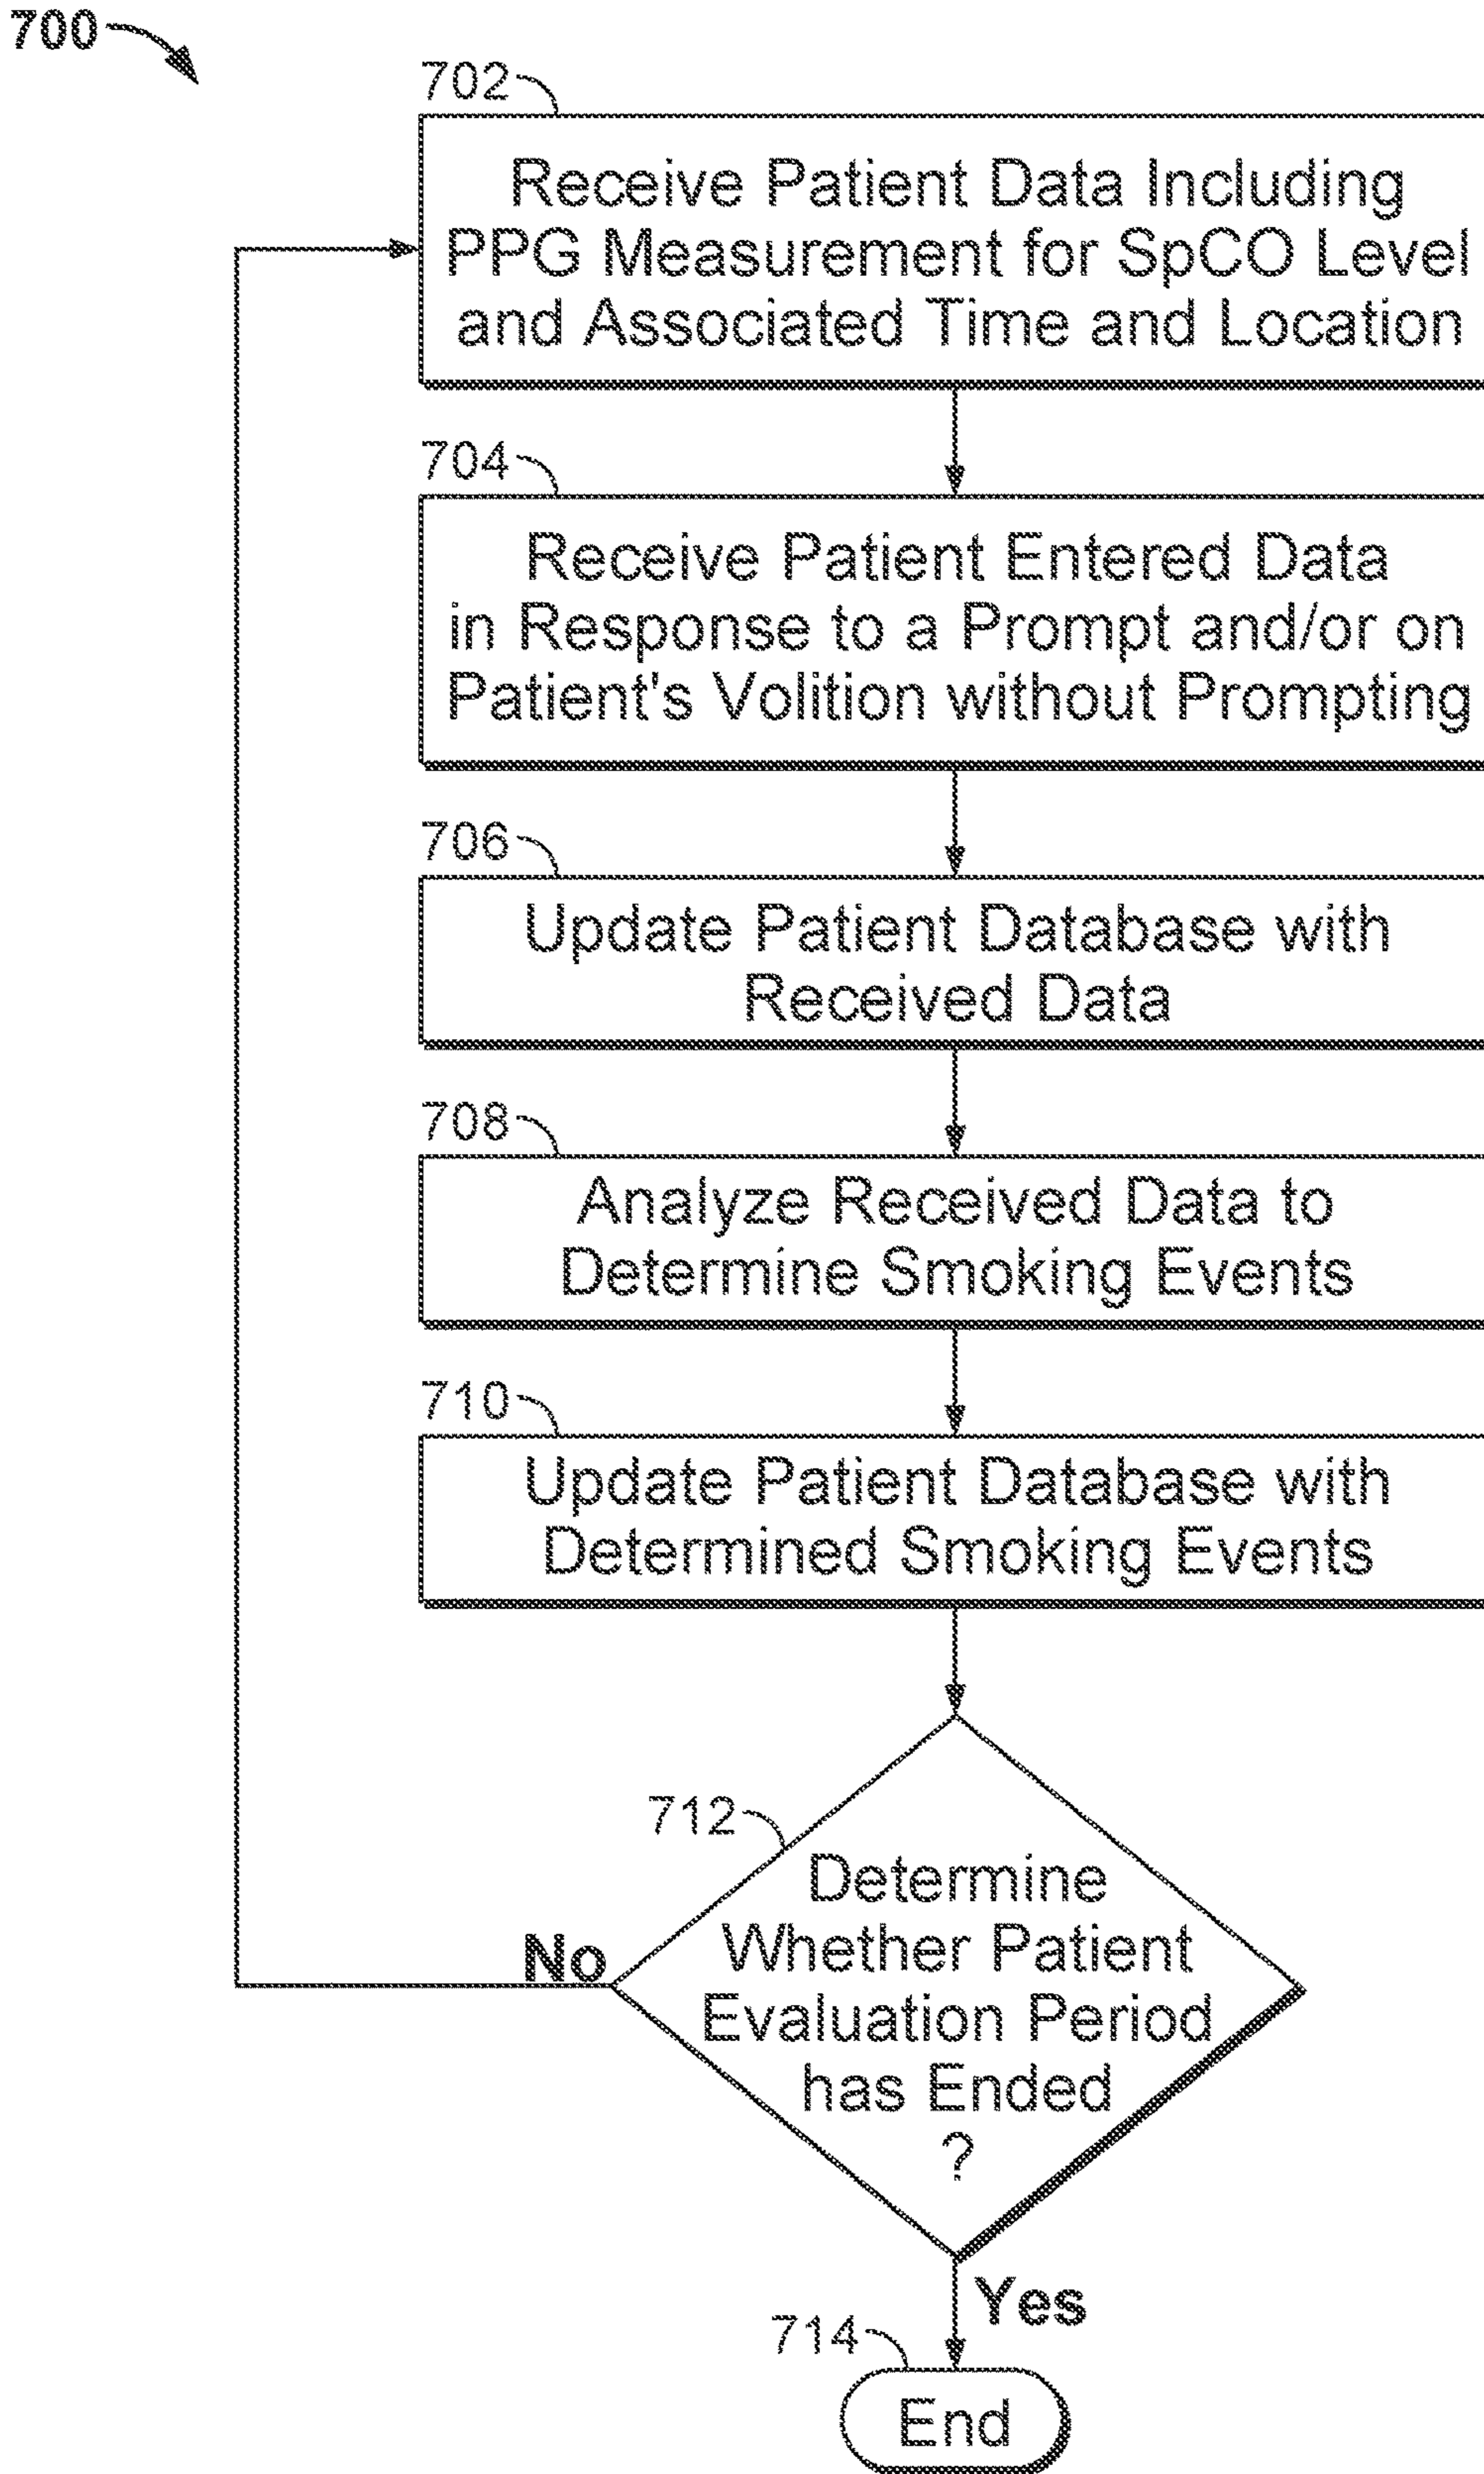 700
702
Receive Patient Data Including
PPG Measurement for SpCO Level
and Associated Time and Location
704
Receive Patient Entered Data
in Response to a Prompt and/or on
Patient's Volition without Prompting
706
Update Patient Database with
Received Data
708
Analyze Received Data to
Determine Smoking Events
710
Update Patient Database with
Determined Smoking Events
712
Determine
Whether Patient
Evaluation Period
has Ended
?
No
Yes
714
End